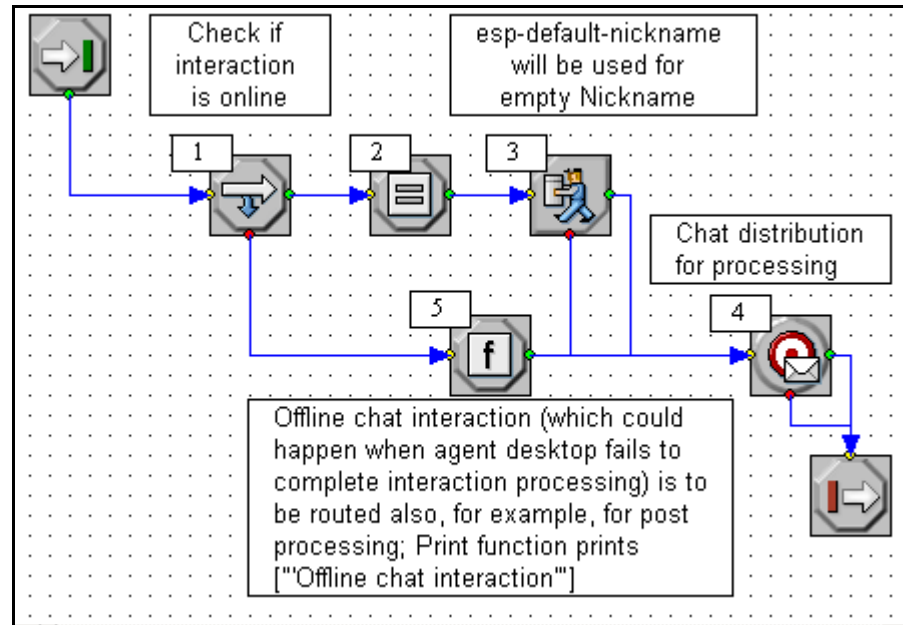 Check if
interaction
is online
esp-default-nickname
will be used for
empty Nickname
1
2
3
Chat distribution
for processing
5
4
f
Offline chat interaction (which could
happen when agent desktop fails to
complete interaction processing) is to
be routed also, for example, for post
processing; Print function prints
["'Offline chat interaction'"]